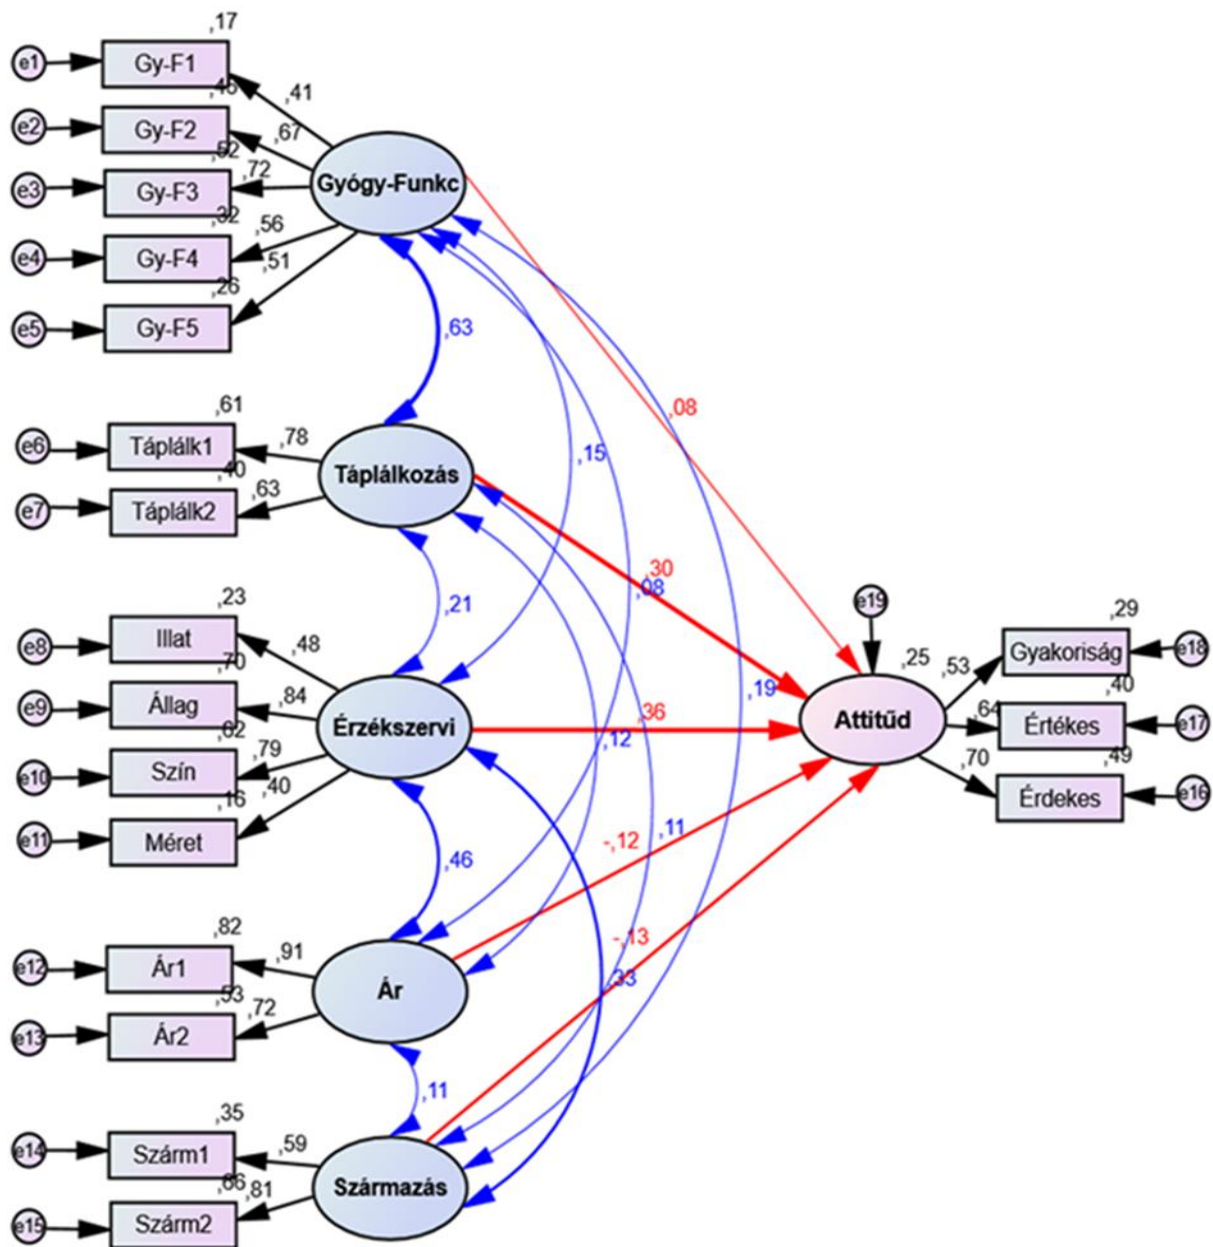 ,17
e1
Gy-F1
,41
,45
e2
Gy-F2
,67
,52
e3
Gy-F3
,72
Gyógy-Funkc
,32
e4
Gy-F4
,56
,51
,26
e5
Gy-F5
,63
,08
,61
e6
Táplálk1
,78
,15
Táplálkozás
,40
e7
Táplálk2
,63
,30
,08
e19
,23
,21
,29
e8
Illat
,48
,25
,53
Gyakoriság
e18
,70
,19
,40
e9
Állag
,84
Érzékszervi
,36
Attitűd
,64
Értékes
e17
,62
,12
e10
Szín
,79
,70
,49
,16
,40
Érdekes
e16
e11
Méret
,46
-,12
,11
,82
e12
Ár1
,91
-,13
Ár
,33
,53
e13
Ár2
,72
,11
,35
e14
Szárm1
,59
Származás
,66
,81
e15
Szárm2